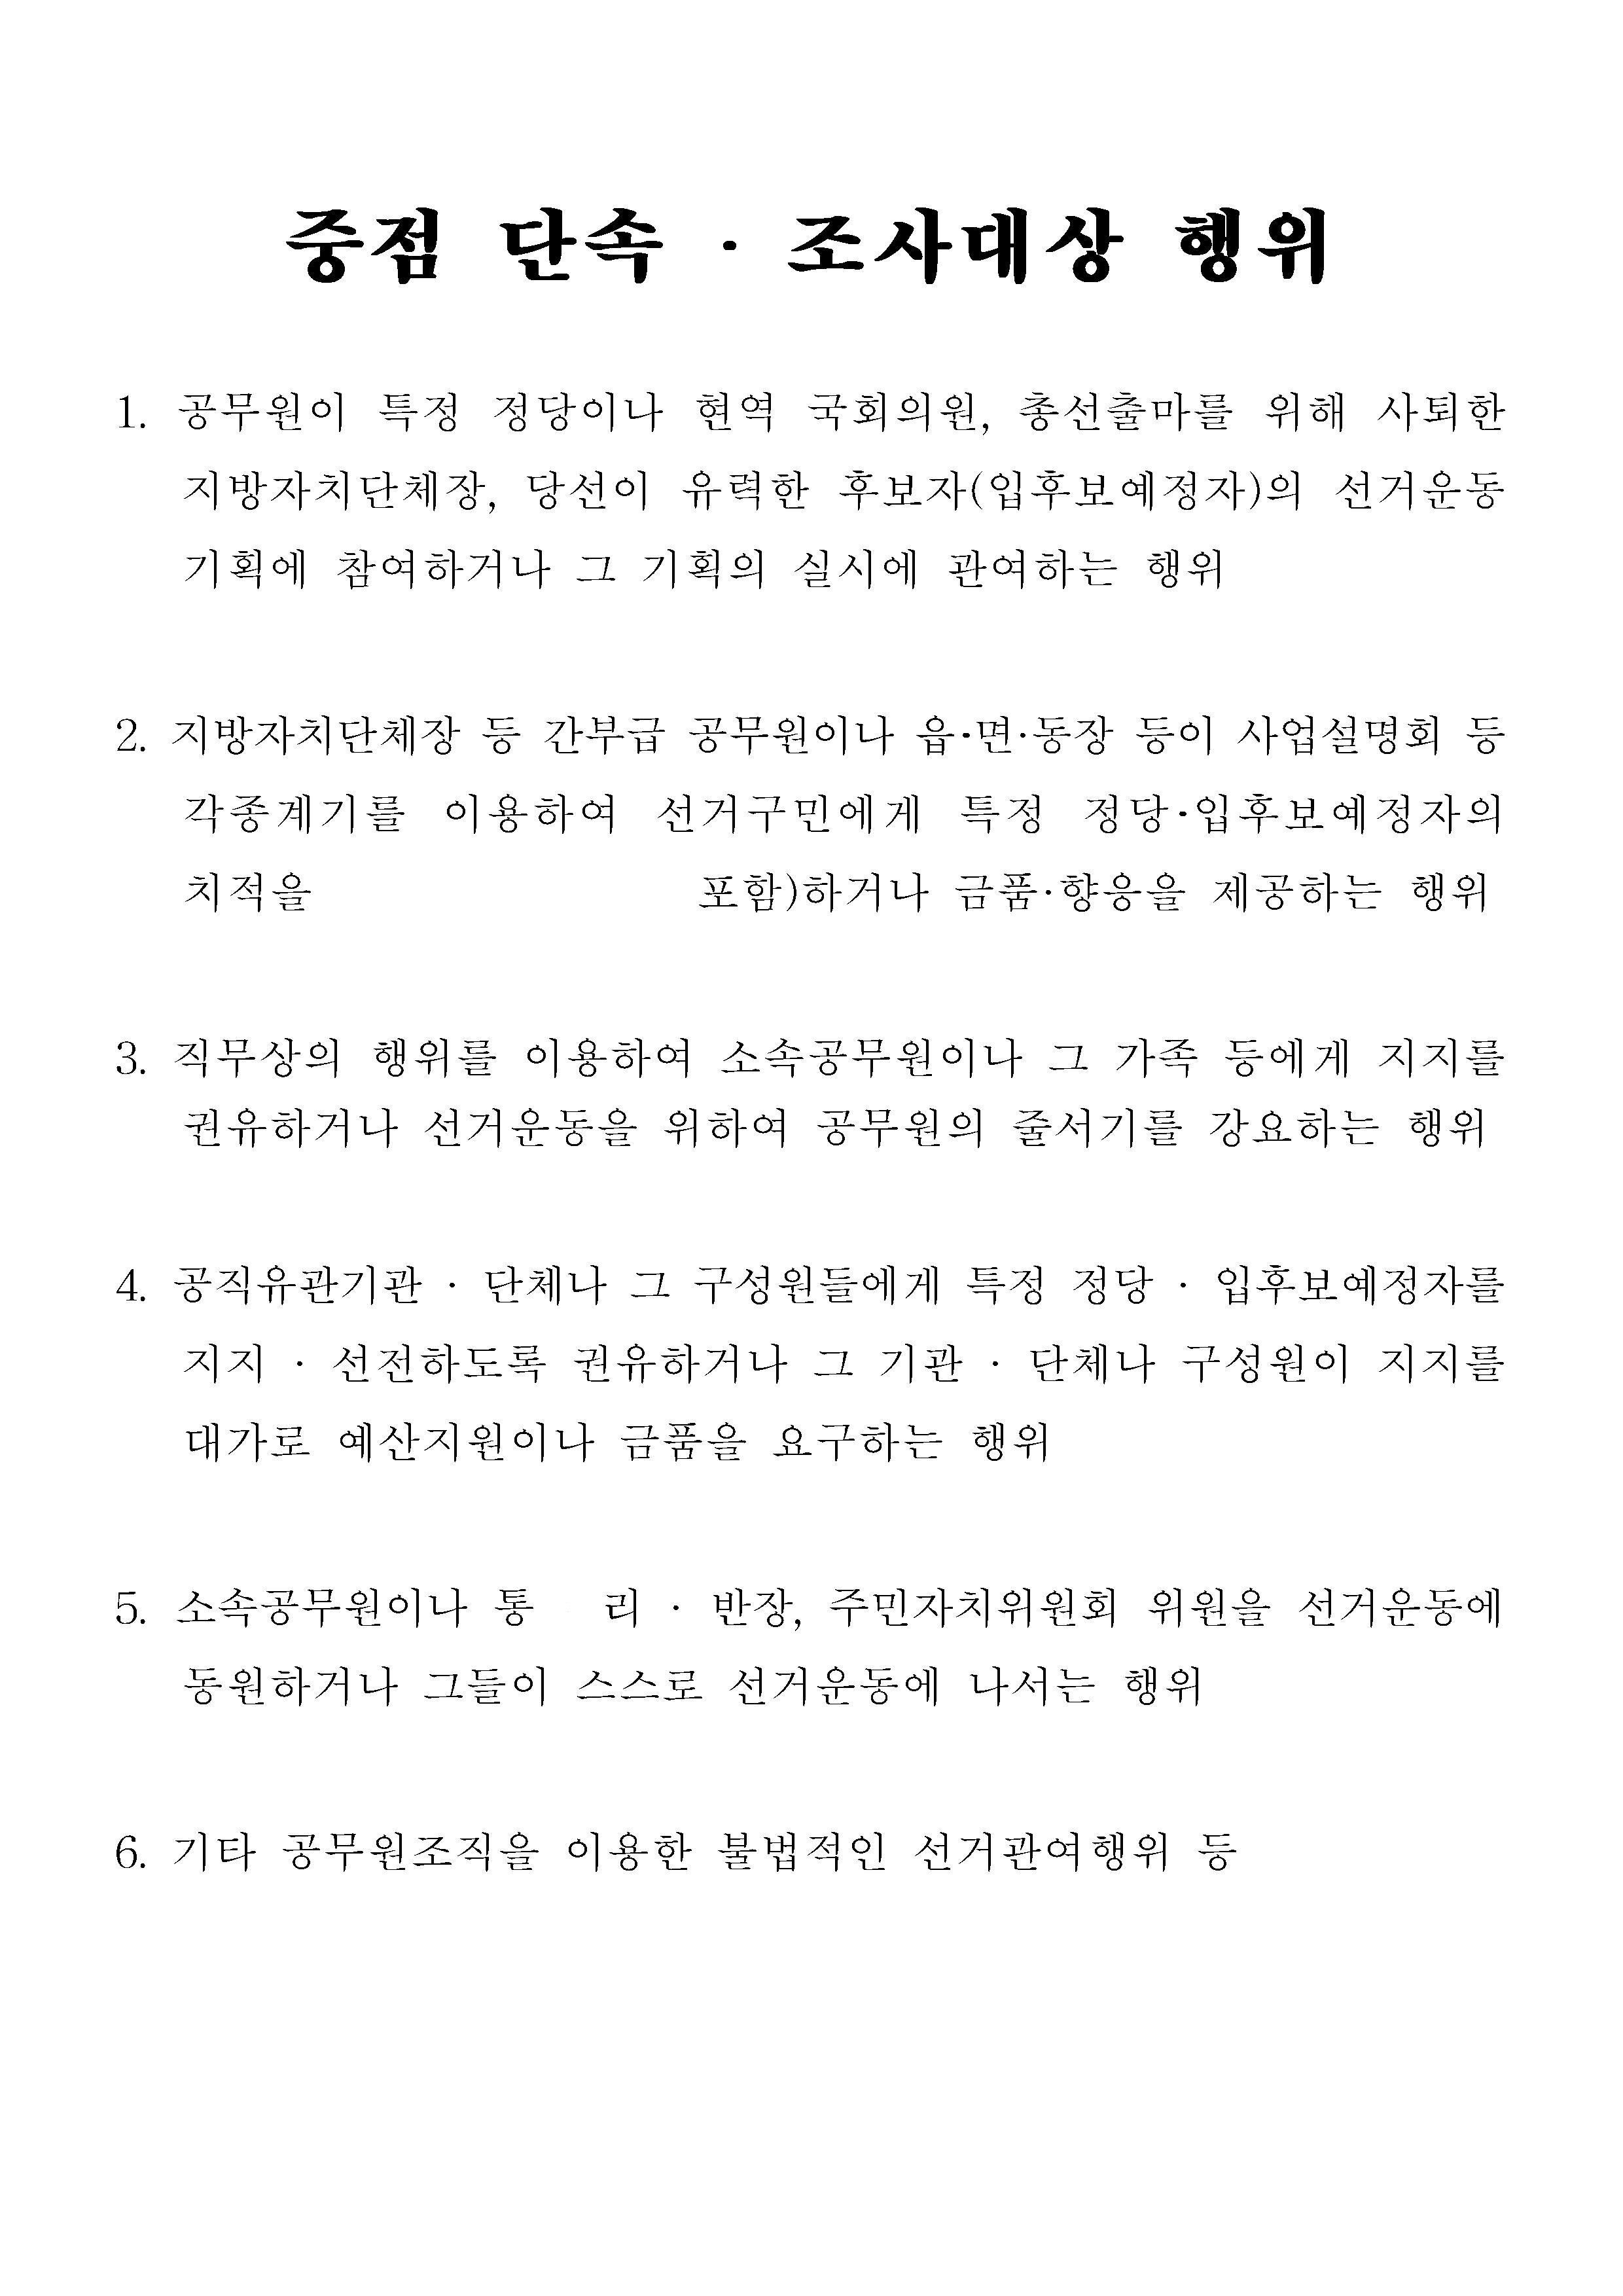 중점 단속 · 조사대상 행위
1. 공무원이 특정 정당이나 현역 국회의원, 총선출마를 위해 사퇴한
지방자치단체장, 당선이 유력한 후보자(입후보예정자)의 선거운동
기획에 참여하거나 그 기획의 실시에 관여하는 행위
2. 지방자치단체장 등 간부급 공무원이나 읍·면·동장 등이 사업설명회 등
각종계기를 이용하여 선거구민에게 특정 정당·입후보예정자의
치적을 포함)하거나 금품·향응을 제공하는 행위
3. 직무상의 행위를 이용하여 소속공무원이나 그 가족 등에게 지지를
권유하거나 선거운동을 위하여 공무원의 줄서기를 강요하는 행위
4. 공직유관기관 · 단체나 그 구성원들에게 특정 정당 · 입후보예정자를
지지 · 선전하도록 권유하거나 그 기관 · 단체나 구성원이 지지를
대가로 예산지원이나 금품을 요구하는 행위
5. 소속공무원이나 통 리 · 반장, 주민자치위원회 위원을 선거운동에
동원하거나 그들이 스스로 선거운동에 나서는 행위
6. 기타 공무원조직을 이용한 불법적인 선거관여행위 등